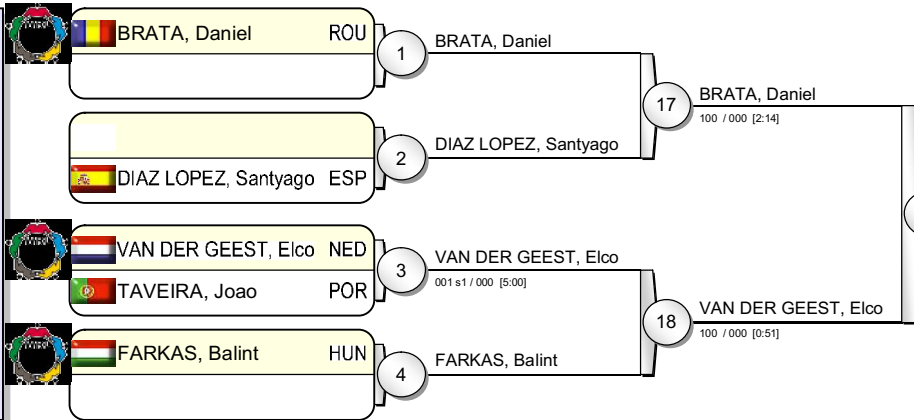 BRATA, Daniel ROU
1
BRATA, Daniel
17
BRATA, Daniel
100 / 000 [2:14]
2
DIAZ LOPEZ, Santyago
DIAZ LOPEZ, Santyago ESP
VAN DER GEEST, Elco NED
3
VAN DER GEEST, Elco
001 s1 / 000 [5:00]
TAVEIRA, Joao POR
18
VAN DER GEEST, Elco
100 / 000 [0:51]
FARKAS, Balint HUN
4
FARKAS, Balint